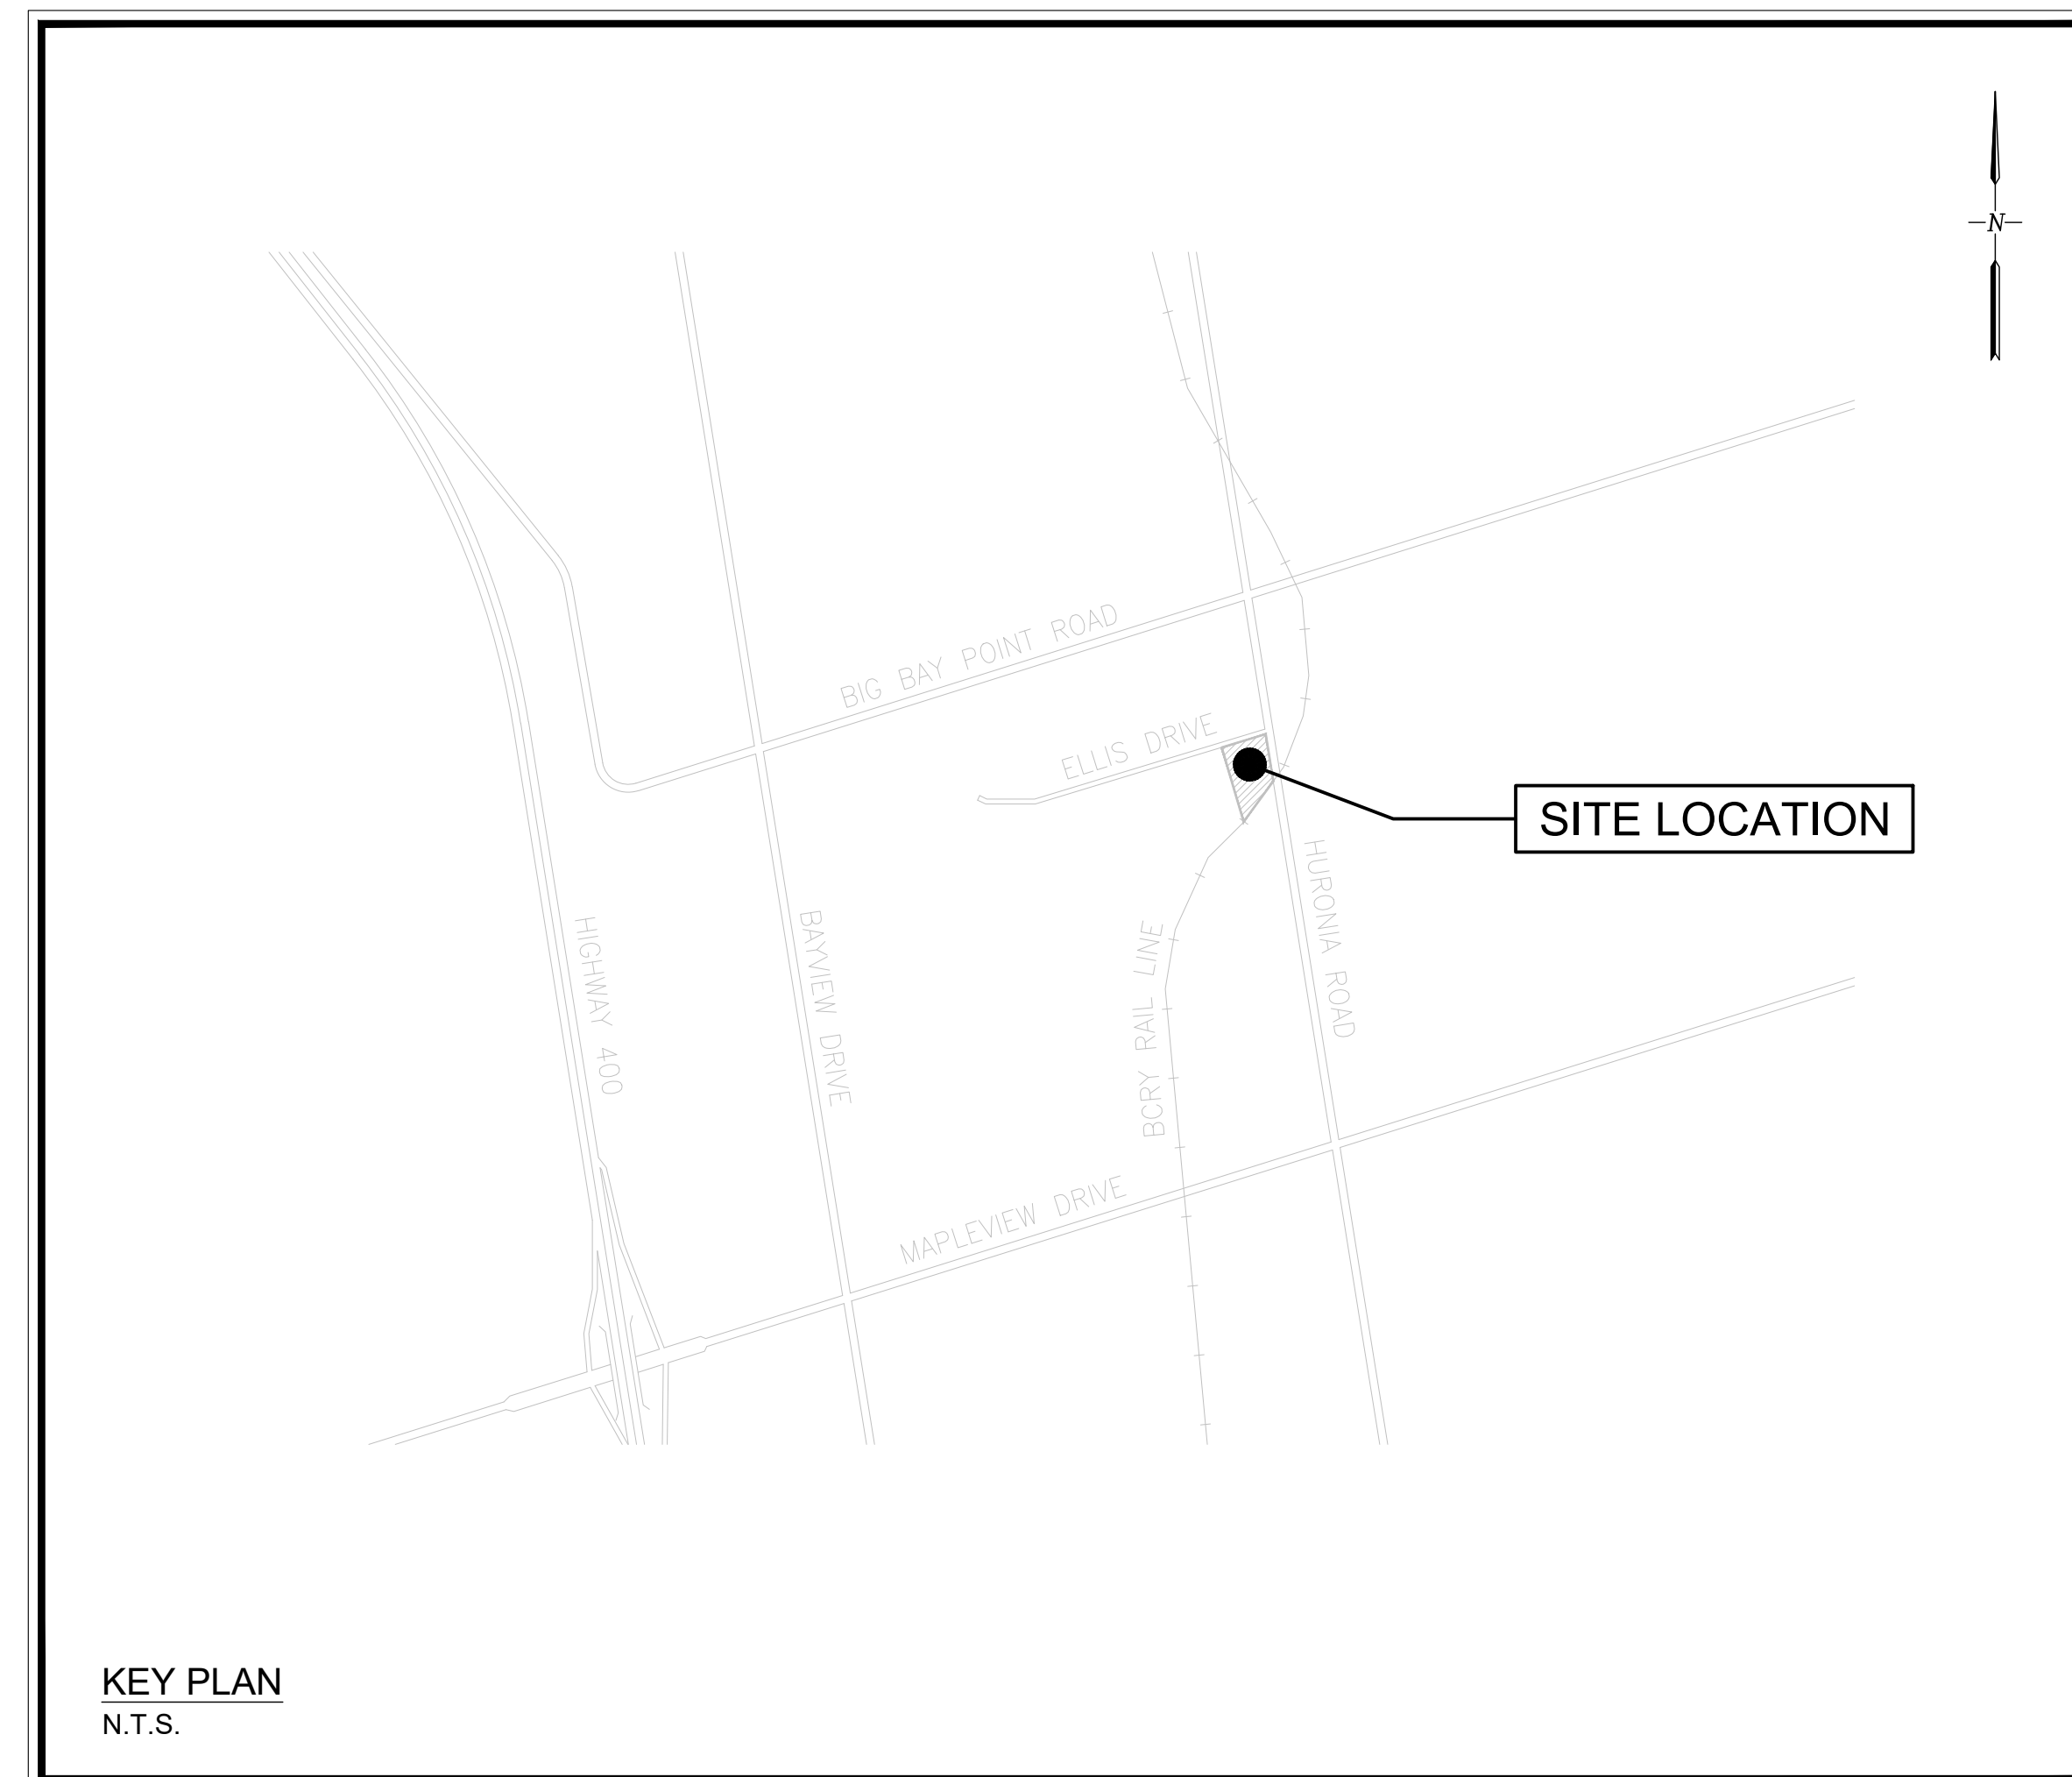 N
BIG BAY POINT ROAD
ELLIS DRIVE
SITE LOCATION
HURONIA ROAD
HIGHWAY 400
BAYVIEW DRIVE
BCRY RAIL LINE
MAPLEVIEW DRIVE
KEY PLAN
N.T.S.